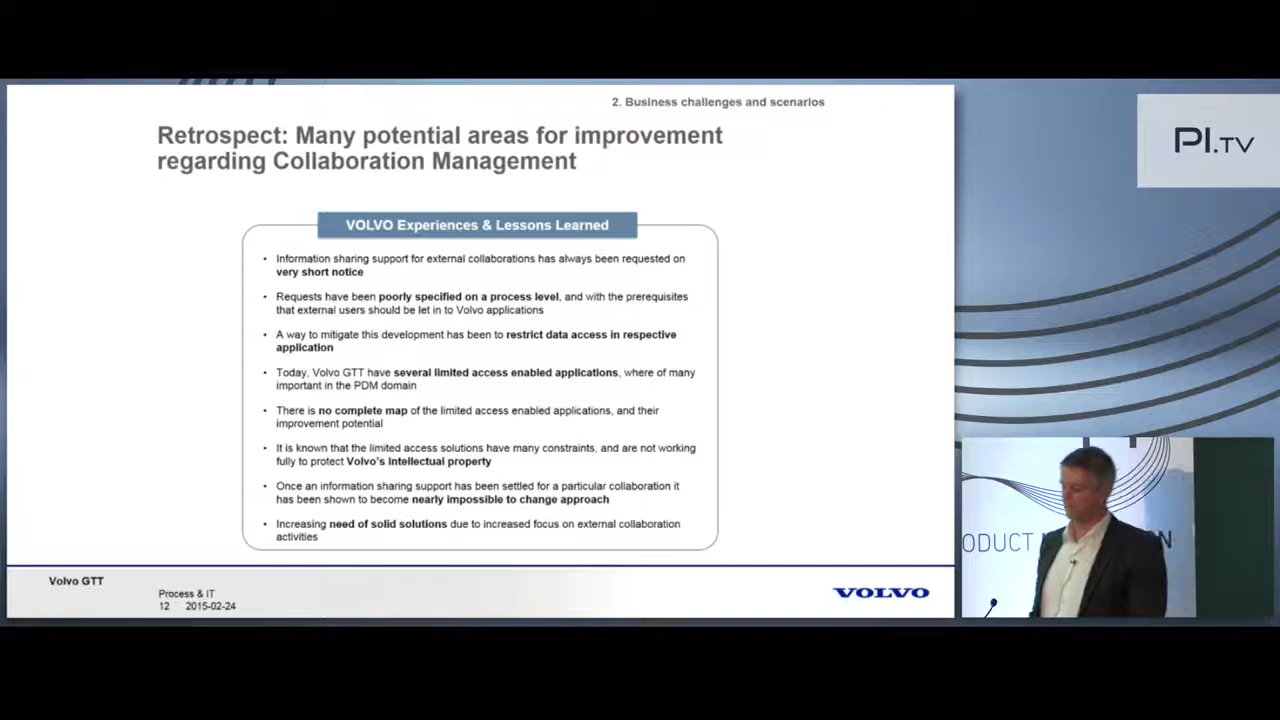 2. Business challenges and scenarios
Retrospect: Many potential areas for improvement
regarding Collaboration Management
VOLVO Experiences & Lessons Learned
• Information sharing support for external collaborations has always been requested on
very short notice
• Requests have been poorly specified on a process level, and with the prerequisites
that external users should be let in to Volvo applications
• A way to mitigate this development has been to restrict data access in respective
application
• Today, Volvo GTT have several limited access enabled applications, where of many
important in the PDM domain
• There is no complete map of the limited access enabled applications, and their
improvement potential
• It is known that the limited access solutions have many constraints, and are not working
fully to protect Volvo's intellectual property
• Once an information sharing support has been settled for a particular collaboration it
has been shown to become nearly impossible to change approach
• Increasing need of solid solutions due to increased focus on external collaboration
activities
Volvo GTT
Process & IT
12 2015-02-24
VOLVO
PI.TV
ODUCT
ON